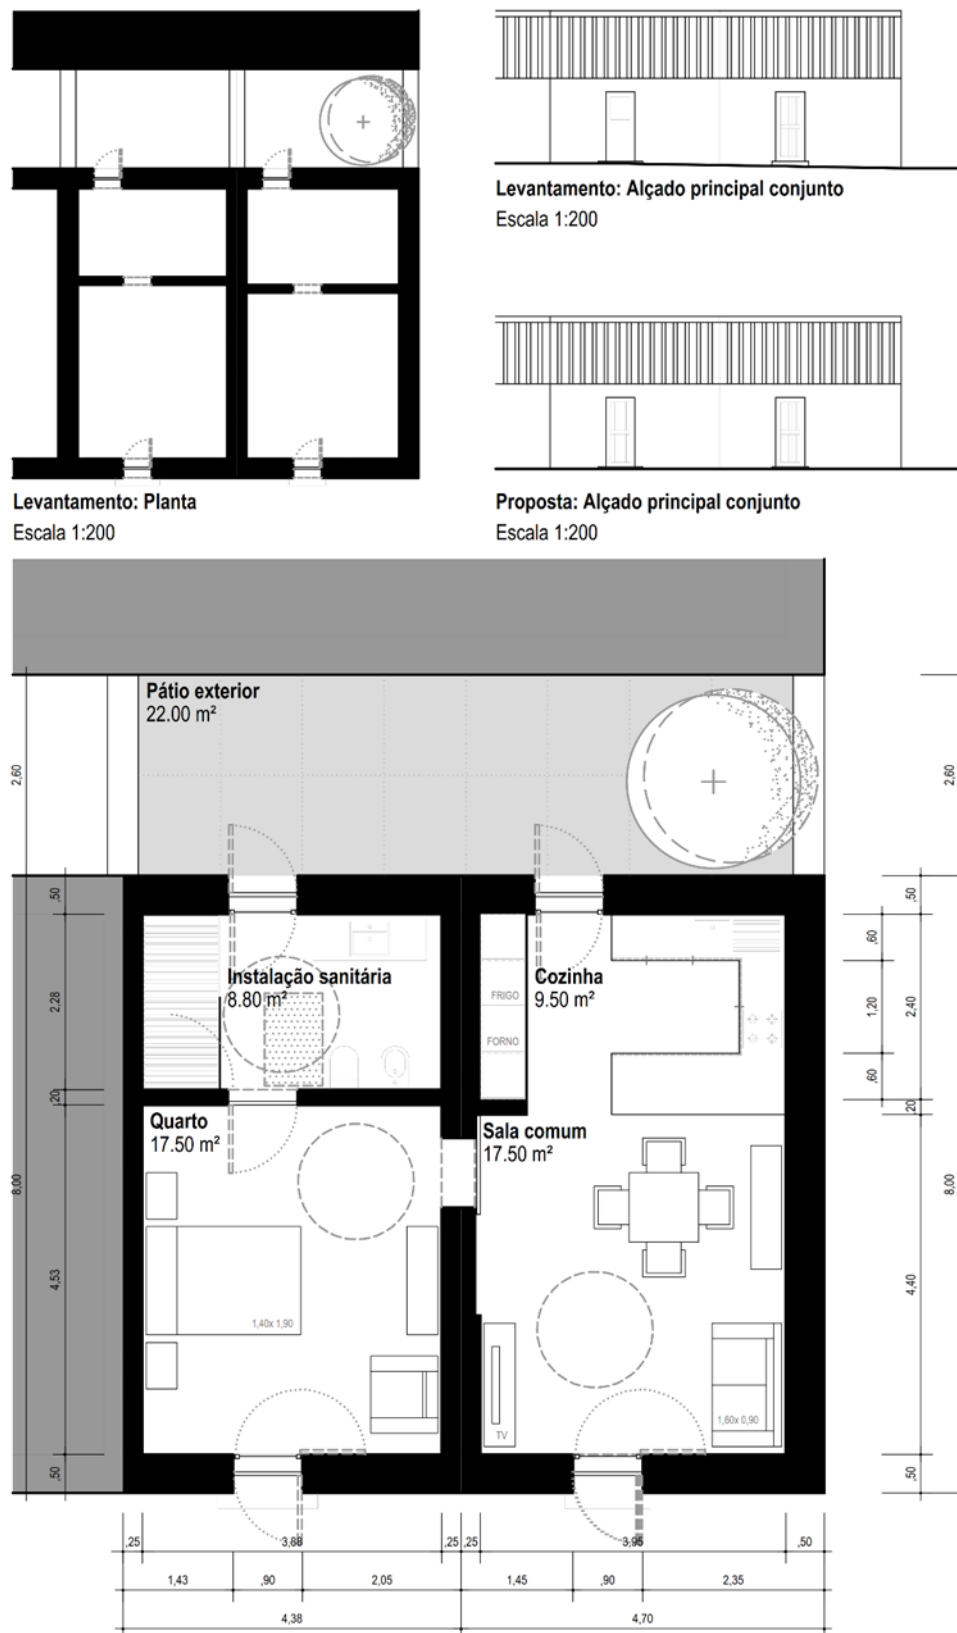 Levantamento: Alçado principal conjunto
Escala 1:200
Levantamento: Planta
Escala 1:200
Proposta: Alçado principal conjunto
Escala 1:200
Pátio exterior
22.00 m²
2,60
2,60
,50
,50
,60
Instalação sanitária
8.80 m²
Cozinha
9.50 m²
FRIGO
FORNO
2,28
1,20
2,40
,60
,20
,20
Quarto
17.50 m²
Sala comum
17.50 m²
8,00
8,00
4,53
4,40
1,40x 1,90
TV
1,60x 0,90
,50
,50
,25
3,88
,25
,25
3,95
,50
1,43
,90
2,05
1,45
,90
2,35
4,38
4,70